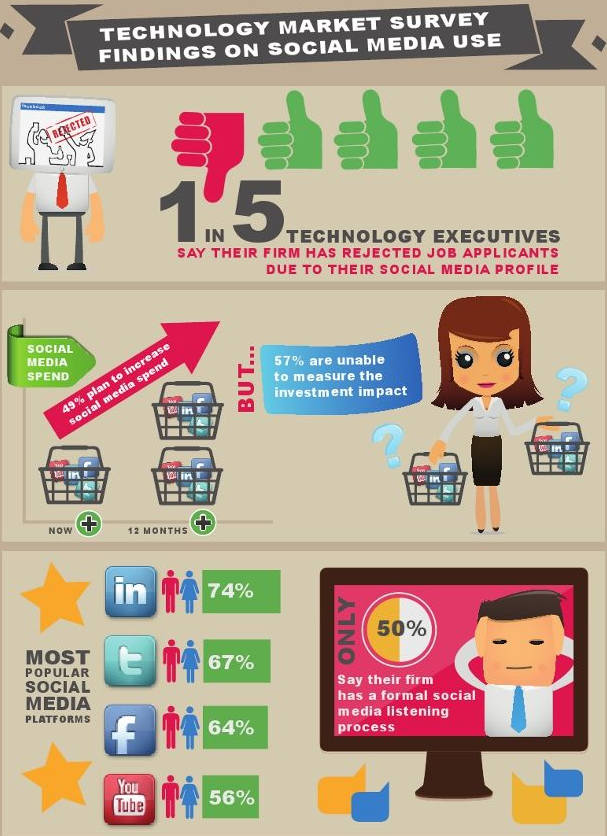 TECHNOLOGY MARKET SURVEY
FINDINGS ON SOCIAL MEDIA USE
facebook
REJECTED
1 IN 5 TECHNOLOGY EXECUTIVES
SAY THEIR FIRM HAS REJECTED JOB APPLICANTS
DUE TO THEIR SOCIAL MEDIA PROFILE
SOCIAL
MEDIA
SPEND
49% plan to increase
social media spend
NOW
12 MONTHS
BUT...
57% are unable
to measure the
investment impact
MOST
POPULAR
SOCIAL
MEDIA
PLATFORMS
in
74%
t
67%
f
64%
You
Tube
56%
ONLY
50%
Say their firm
has a formal social
media listening
process